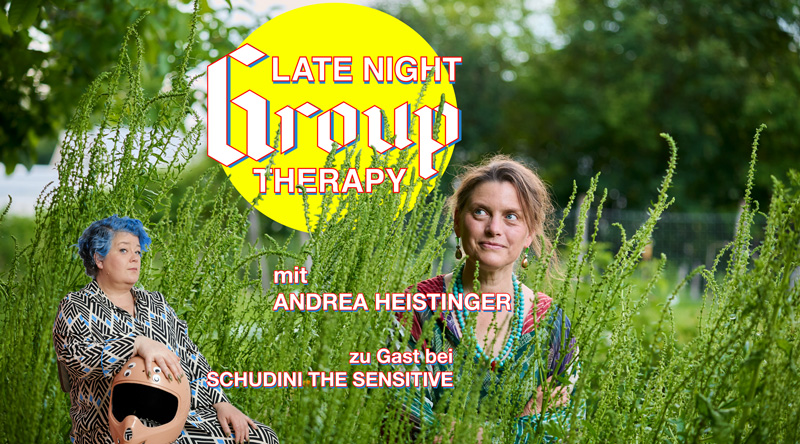 LATE NIGHT
Group
THERAPY
mit
ANDREA HEISTINGER
zu Gast bei
SCHUDINI THE SENSITIVE